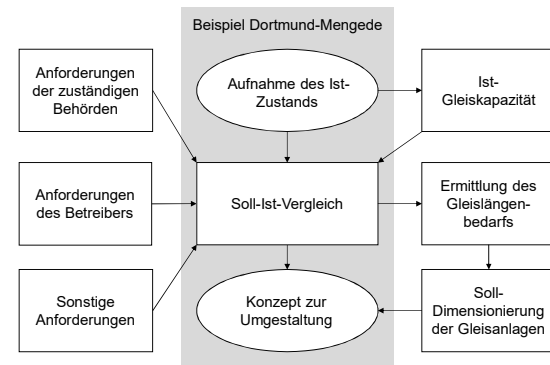 Beispiel Dortmund-Mengede
Anforderungen
der zuständigen
Behörden
Aufnahme des Ist-
Zustands
Ist-
Gleiskapazität
Anforderungen
des Betreibers
Soll-Ist-Vergleich
Ermittlung des
Gleislängen-
bedarfs
Sonstige
Anforderungen
Konzept zur
Umgestaltung
Soll-
Dimensionierung
der Gleisanlagen